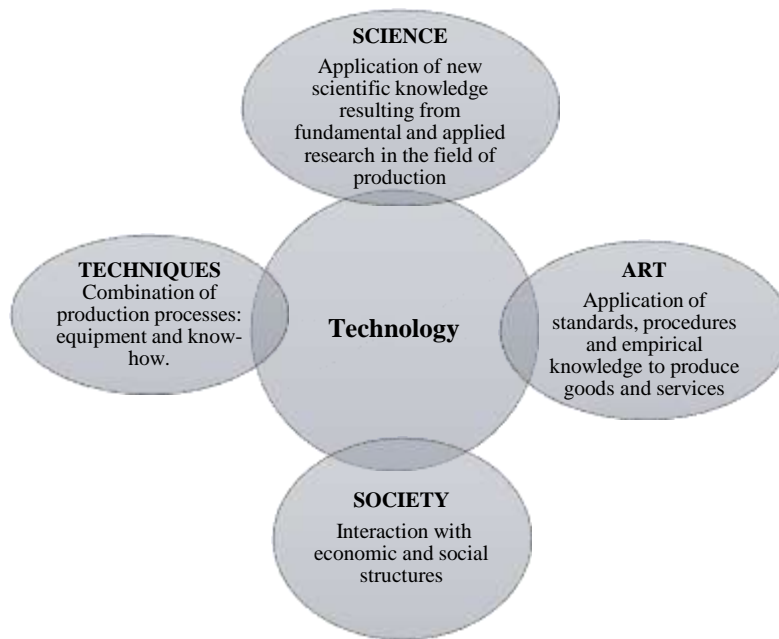 SCIENCE
Application of new
scientific knowledge
resulting from
fundamental and applied
research in the field of
production
TECHNIQUES
Combination of
production processes:
equipment and know-
how.
Technology
ART
Application of
standards, procedures
and empirical
knowledge to produce
goods and services
SOCIETY
Interaction with
economic and social
structures